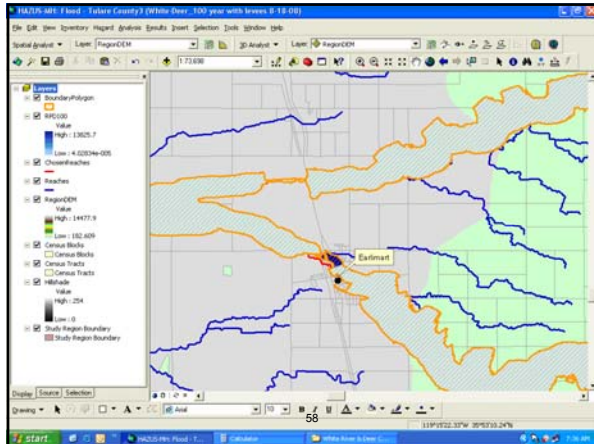 HAZUS-MH: Flood - Tulare County3 (White Deer_100 year with levees 8-18-08)
File Edit View Inventory Hazard Analysis Results Insert Selection Tools Window Help
Spatial Analyst Layer: RegionDEM 3D Analyst Layer: RegionDEM
1:73,698
Layers
BoundaryPolygon
RPD100
Value
High : 13825.7
Low : 4.02834e-005
ChosenReaches
Reaches
RegionDEM
Value
High : 14477.9
Low : 182.609
Census Blocks
Census Blocks
Census Tracts
Census Tracts
Hillshade
Value
High : 254
Low : 0
Study Region Boundary
Study Region Boundary
Earlimart
Display Source Selection
Drawing A Arial 10 B I U A
58
119°15'22.33"W 35°53'10.24"N
start HAZUS-MH: Flood - T... Calculator White River & Deer C... 7:36 AM